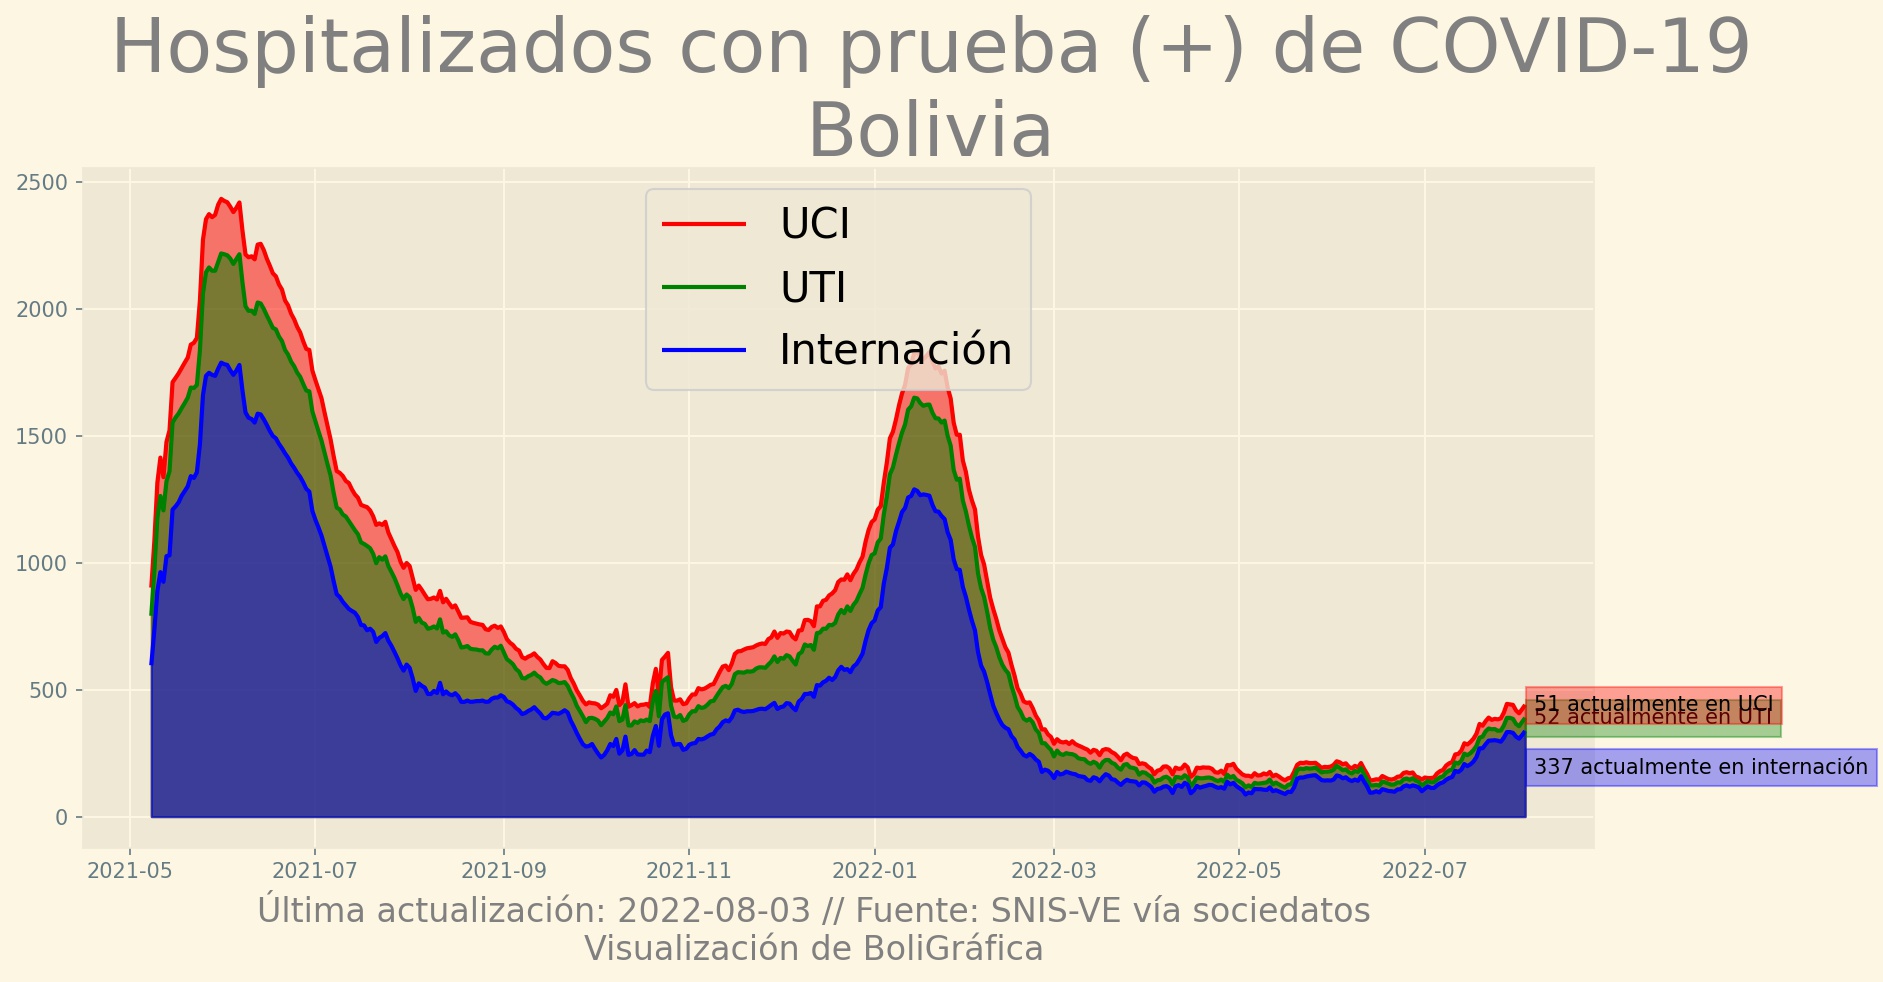 Hospitalizados con prueba (+) de COVID-19
Bolivia
UCI
UTI
Internación
2500
2000
1500
1000
500
0
51 actualmente en UCI
52 actualmente en UTI
337 actualmente en internación
2021-05 2021-07 2021-09 2021-11 2022-01 2022-03 2022-05 2022-07
Última actualización: 2022-08-03 // Fuente: SNIS-VE vía sociedatos
Visualización de BoliGráfica